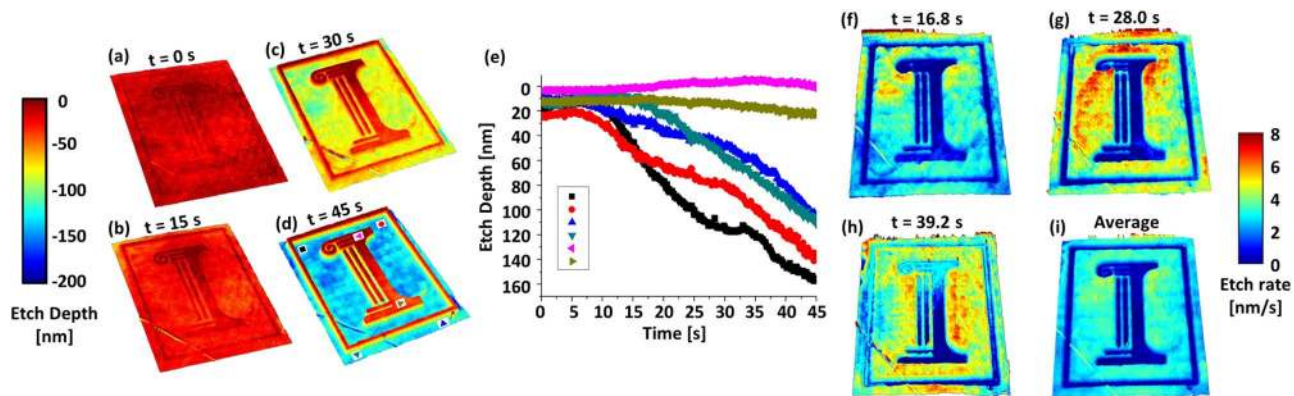 (a)
t = 0 s
(b)
t = 15 s
(c)
t = 30 s
(d)
t = 45 s
0
-50
-100
-150
-200
Etch Depth
[nm]
(e)
Etch Depth [nm]
0
20
40
60
80
100
120
140
160
0 5 10 15 20 25 30 35 40 45
Time [s]
(f)
t = 16.8 s
(g)
t = 28.0 s
(h)
t = 39.2 s
(i)
Average
8
6
4
2
0
Etch rate
[nm/s]